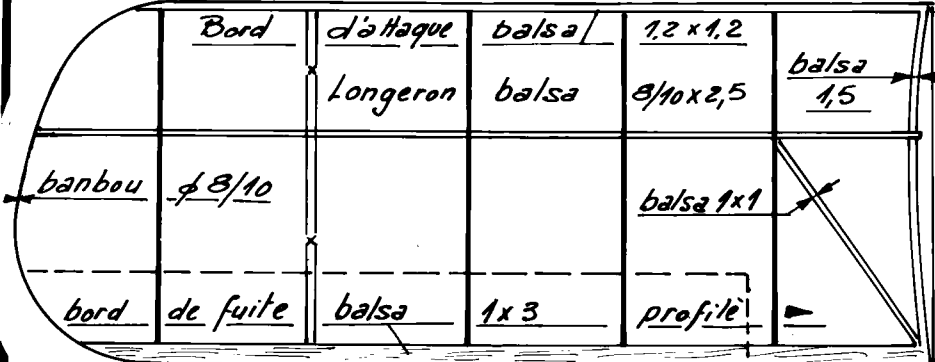 Bord d'attaque balsa 1,2 x 1,2
Longeron balsa 8/10 x 2,5
balsa
1,5
banbou ϕ 8/10
balsa 1x1
bord de fuite balsa 1x3 profilè